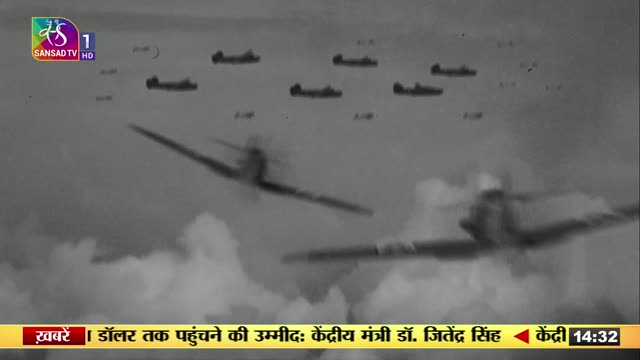 SANSAD TV
1
HD
ख़बरें
डॉलर तक पहुंचने की उम्मीद: केंद्रीय मंत्री डॉ. जितेंद्र सिंह ◄ केंद्री
14:32